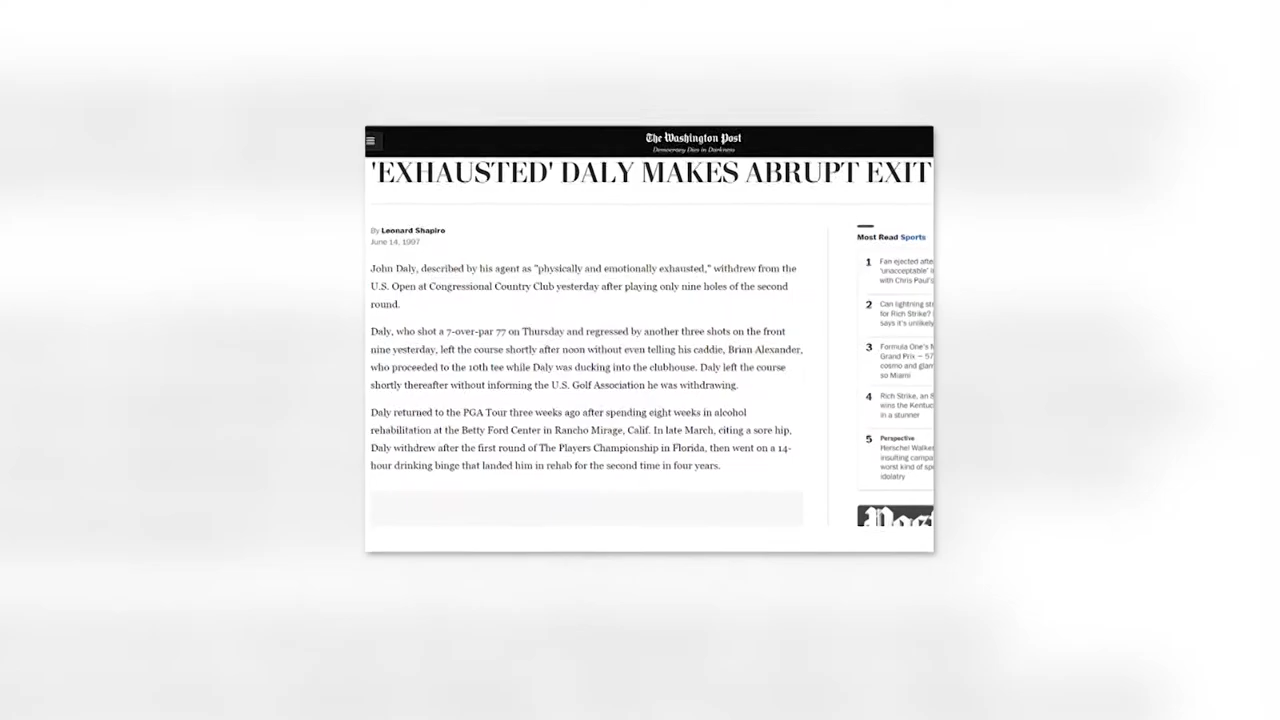 The Washington Post
Democracy Dies in Darkness
'EXHAUSTED' DALY MAKES ABRUPT EXIT
By Leonard Shapiro
June 14, 1997
John Daly, described by his agent as "physically and emotionally exhausted," withdrew from the
U.S. Open at Congressional Country Club yesterday after playing only nine holes of the second
round.
Daly, who shot a 7-over-par 77 on Thursday and regressed by another three shots on the front
nine yesterday, left the course shortly after noon without even telling his caddie, Brian Alexander,
who proceeded to the 10th tee while Daly was ducking into the clubhouse. Daly left the course
shortly thereafter without informing the U.S. Golf Association he was withdrawing.
Daly returned to the PGA Tour three weeks ago after spending eight weeks in alcohol
rehabilitation at the Betty Ford Center in Rancho Mirage, Calif. In late March, citing a sore hip,
Daly withdrew after the first round of The Players Championship in Florida, then went on a 14-
hour drinking binge that landed him in rehab for the second time in four years.
Most Read Sports
1 Fan ejected afte
'unacceptable' i
with Chris Paul's
2 Can lightning str
for Rich Strike?
says it's unlikely
3 Formula One's M
Grand Prix — 57
cosmo and glam
so Miami
4 Rich Strike, an 8
wins the Kentuc
in a stunner
5 Perspective
Herschel Walker
insulting compa
worst kind of sp
idolatry
Post